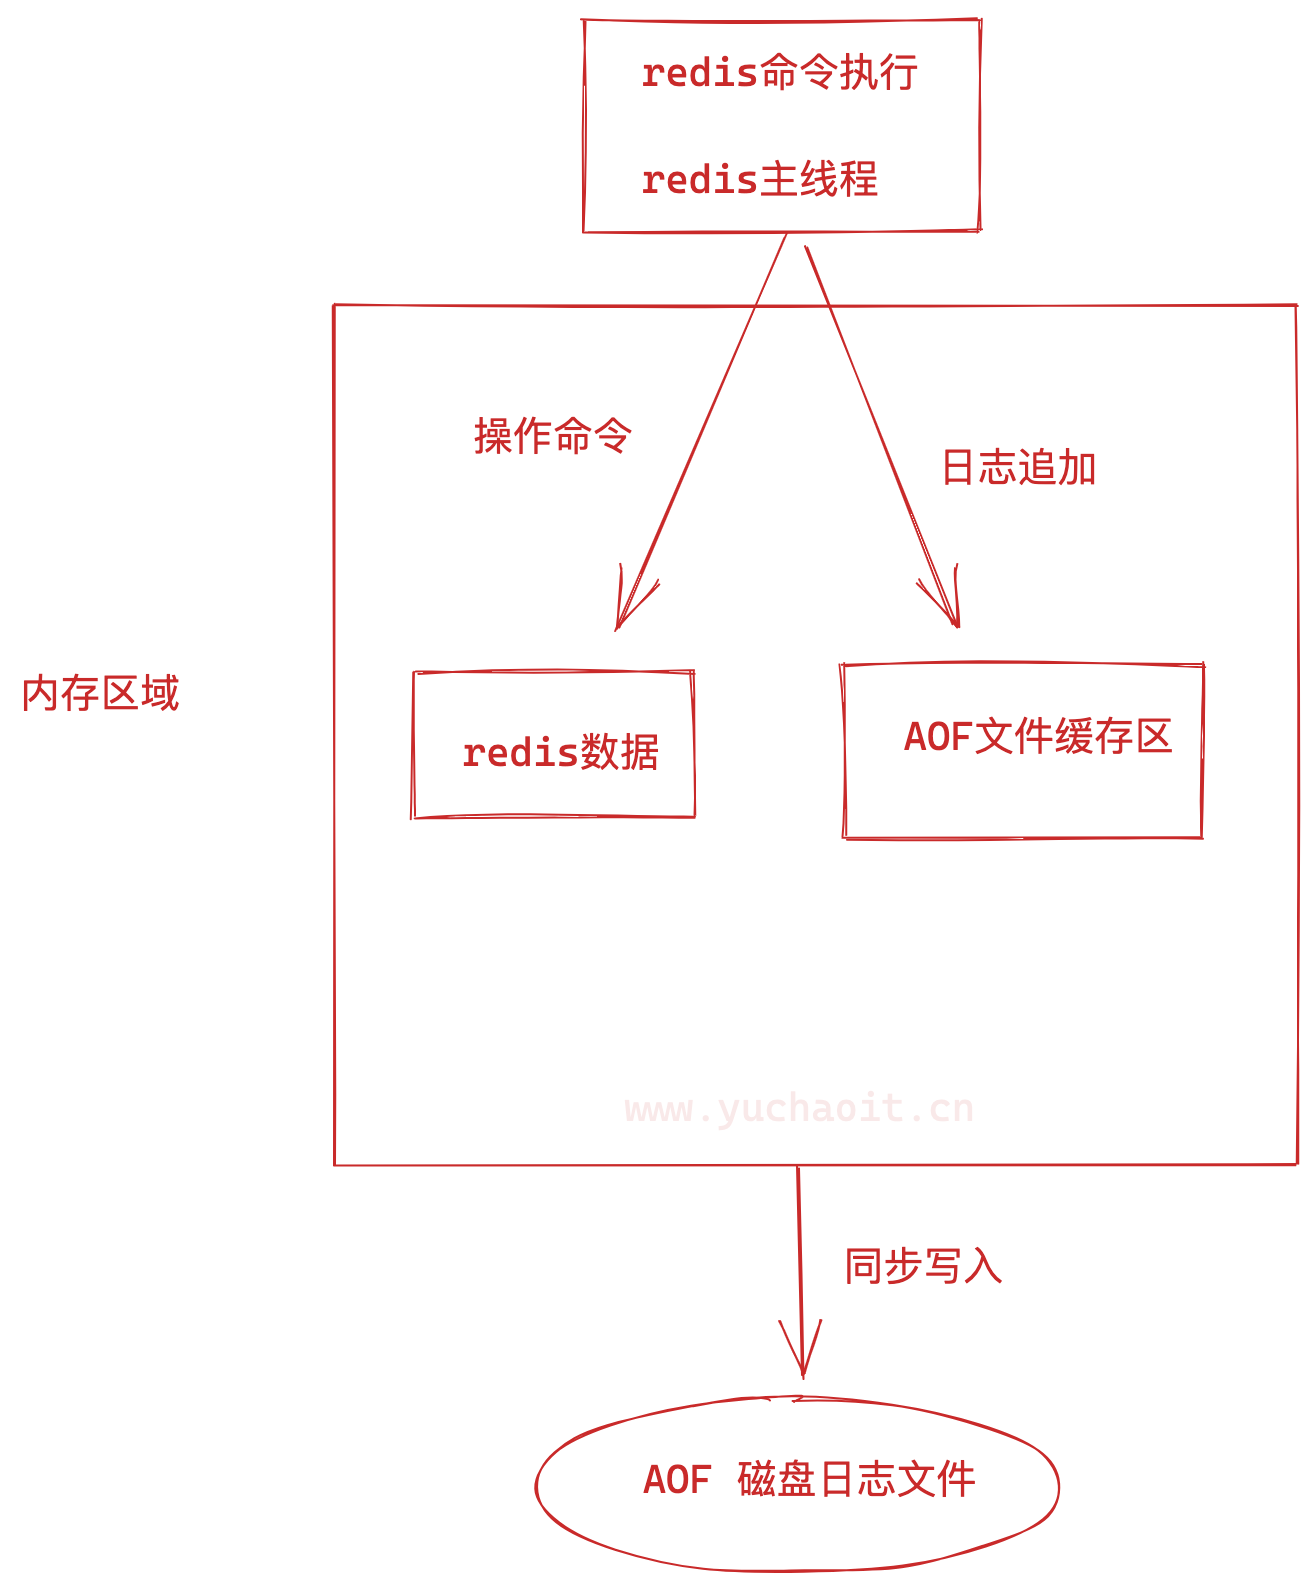 redis命令执行
redis主线程
操作命令
日志追加
内存区域
redis数据
AOF文件缓存区
www.yuchaoit.cn
同步写入
AOF 磁盘日志文件